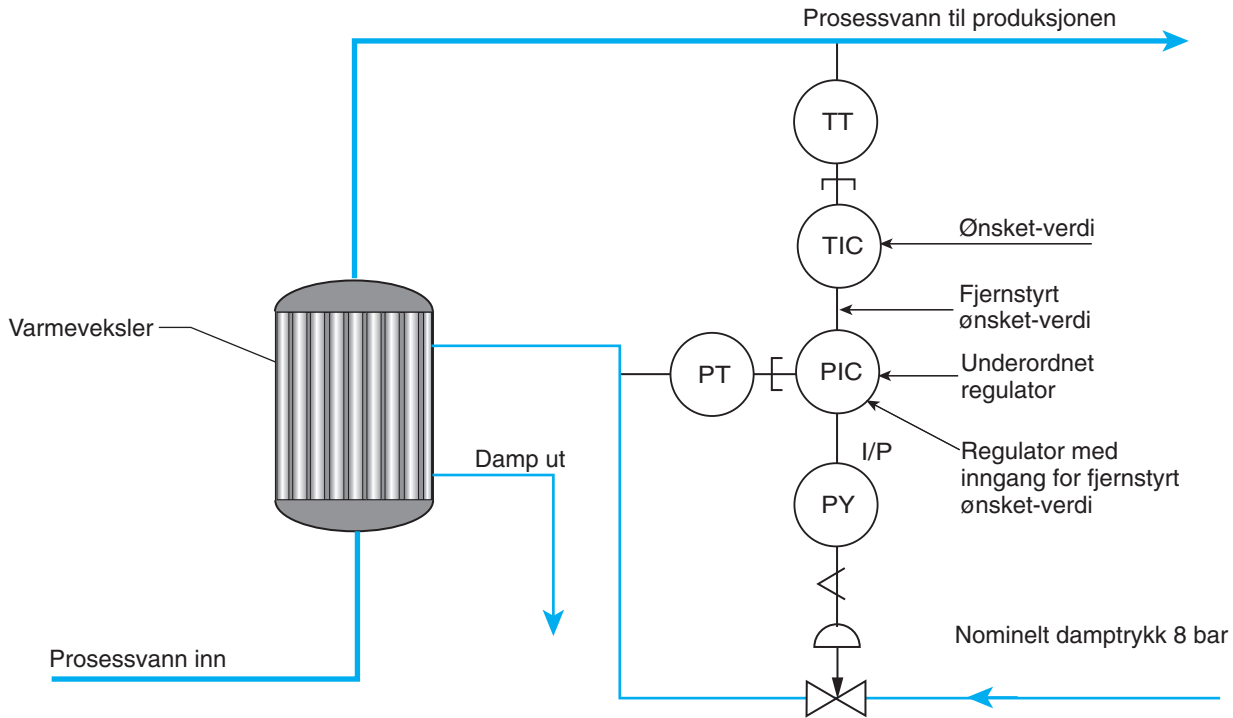 Prosessvann til produksjonen
TT
TIC
Ønsket-verdi
Fjernstyrt
ønsket-verdi
Varmeveksler
PT
PIC
Underordnet
regulator
I/P
Regulator med
inngang for fjernstyrt
ønsket-verdi
Damp ut
PY
Nominelt damptrykk 8 bar
Prosessvann inn